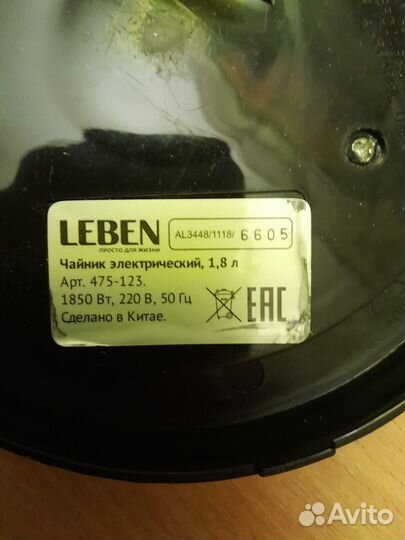 LEBEN
ПРОСТО ДЛЯ ЖИЗНИ
AL3448/1118/ 6605
Чайник электрический, 1,8 л
Арт. 475-123.
1850 Вт, 220 В, 50 Гц
Сделано в Китае.
EAC
Avito